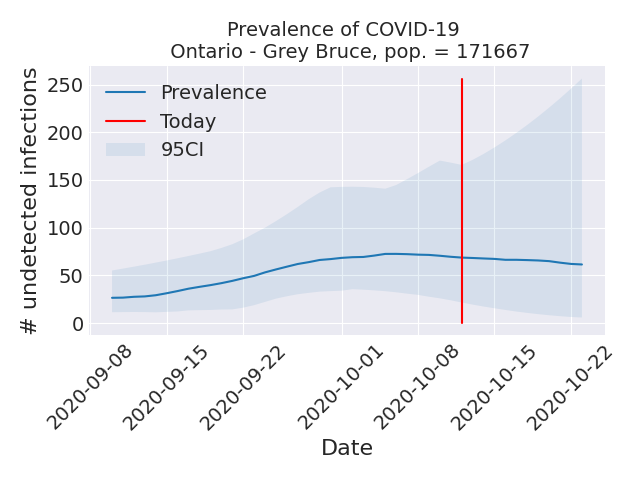 Prevalence of COVID-19
Ontario - Grey Bruce, pop. = 171667
# undetected infections
250
200
150
100
50
0
Prevalence
Today
95CI
2020-09-08
2020-09-15
2020-09-22
2020-10-01
2020-10-08
2020-10-15
2020-10-22
Date